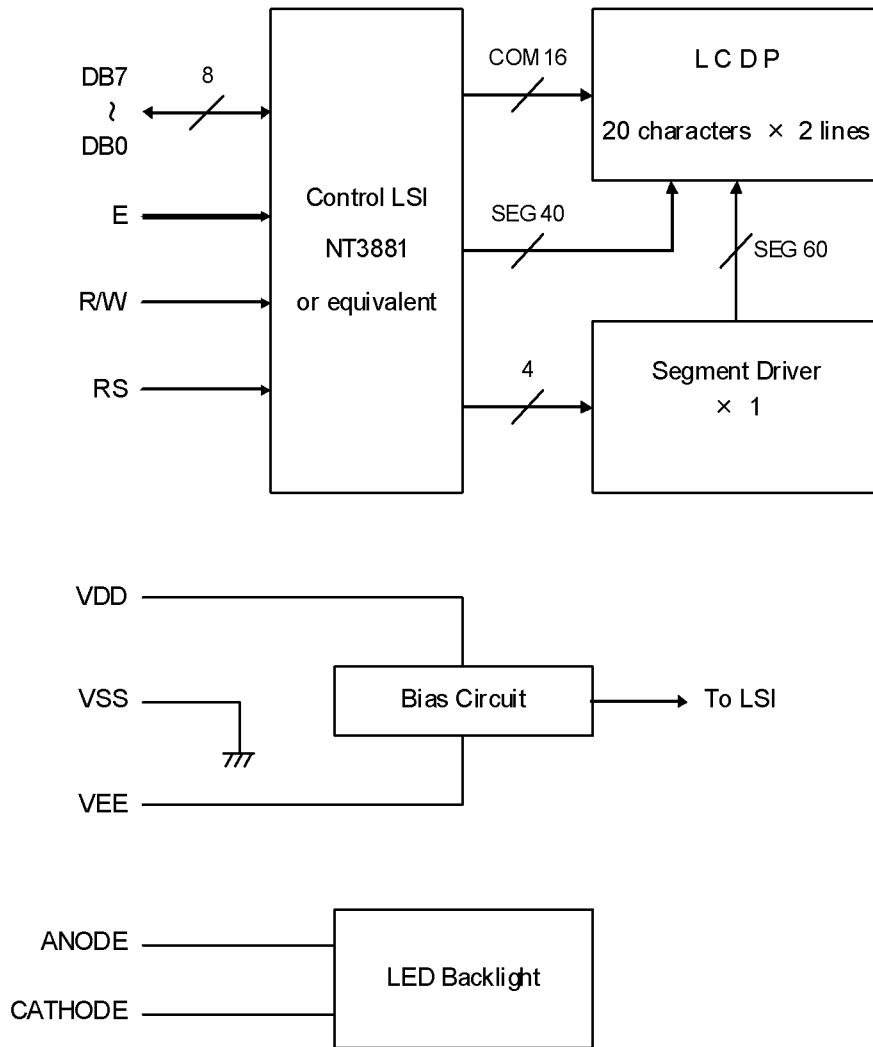 DB7
~
DB0
8
E
R/W
RS
Control LSI
NT3881
or equivalent
COM 16
SEG 40
4
L C D P
20 characters × 2 lines
SEG 60
Segment Driver
× 1
VDD
VSS
VEE
Bias Circuit
To LSI
ANODE
CATHODE
LED Backlight